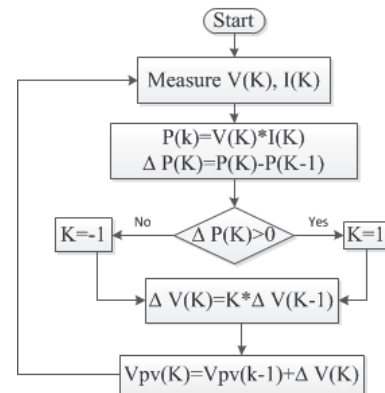 Start
Measure V(K), I(K)
P(k)=V(K)*I(K)
Δ P(K)=P(K)-P(K-1)
No
Yes
K=-1
Δ P(K)>0
K=1
Δ V(K)=K*Δ V(K-1)
Vpv(K)=Vpv(k-1)+Δ V(K)